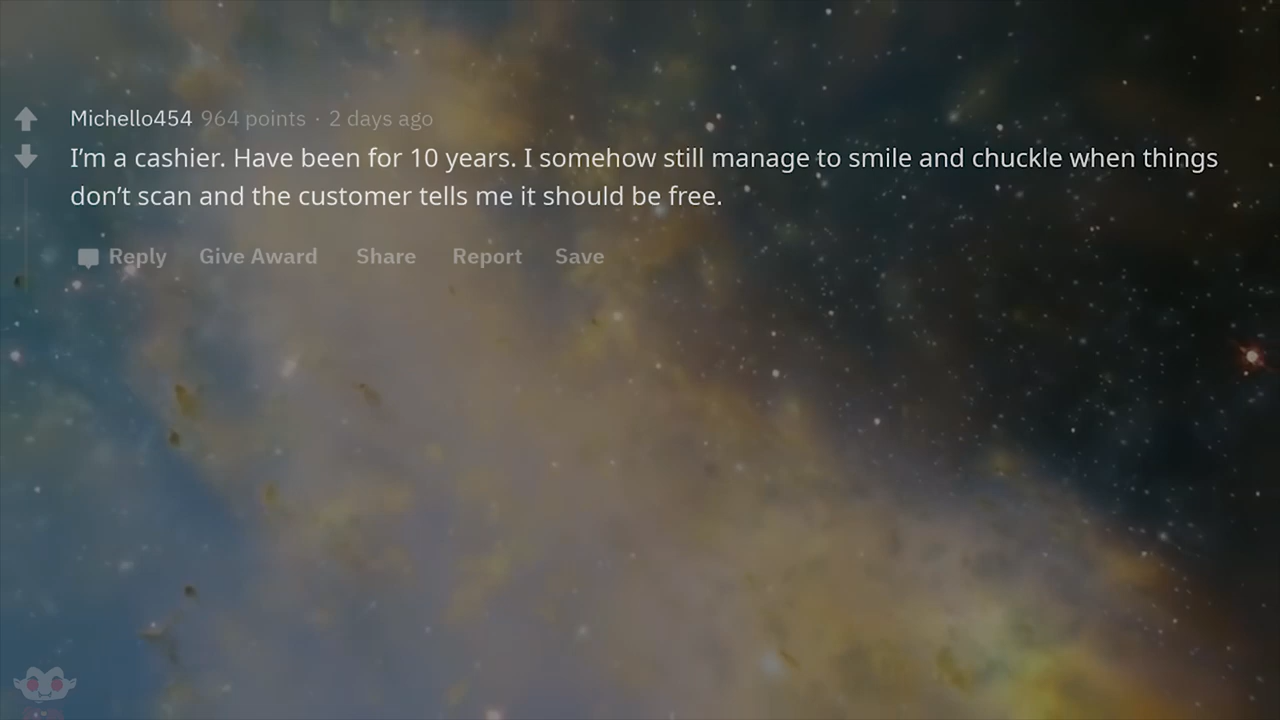 Michello454 964 points · 2 days ago
I’m a cashier. Have been for 10 years. I somehow still manage to smile and chuckle when things
don’t scan and the customer tells me it should be free.
Reply Give Award Share Report Save